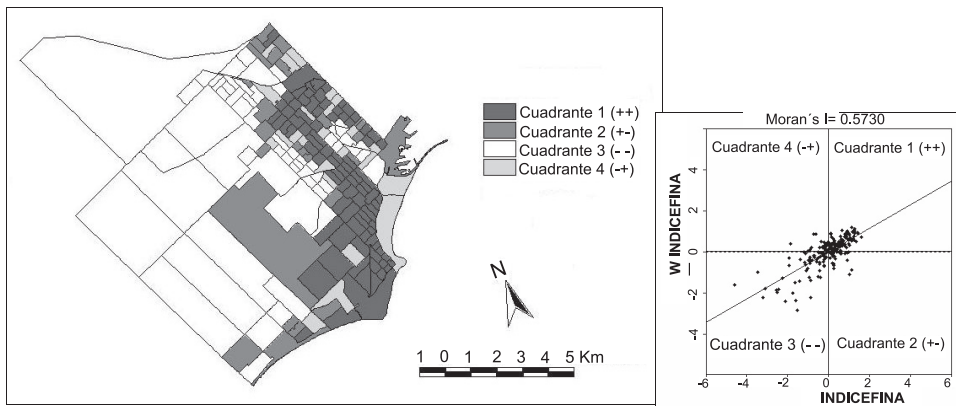 Cuadrante 1 (++)
Cuadrante 2 (+-)
Cuadrante 3 (- -)
Cuadrante 4 (-+)
N
1 0 1 2 3 4 5 Km
Moran´s I= 0.5730
Cuadrante 4 (-+)
Cuadrante 1 (++)
W INDICEFINA
4
2
0
-2
-4
Cuadrante 3 (- -)
Cuadrante 2 (+-)
-6 -4 -2 0 2 4 6
INDICEFINA